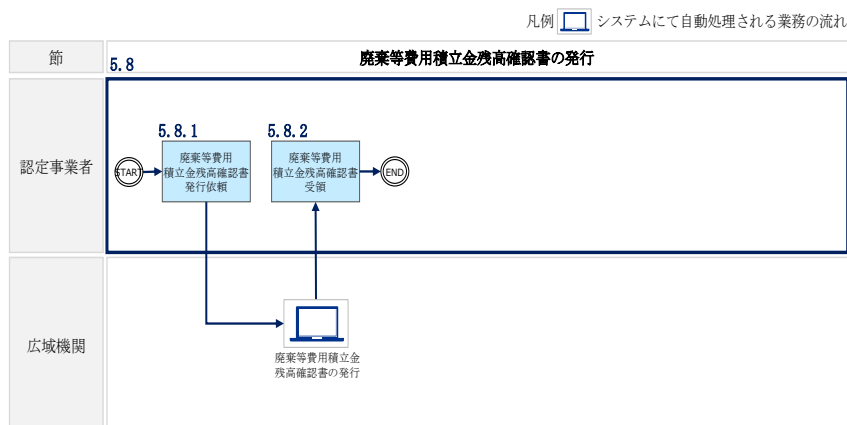 凡例 システムにて自動処理される業務の流れ
節
5.8
廃棄等費用積立金残高確認書の発行
認定事業者
START
5.8.1
廃棄等費用
積立金残高確認書
発行依頼
5.8.2
廃棄等費用
積立金残高確認書
受領
END
広域機関
廃棄等費用積立金
残高確認書の発行